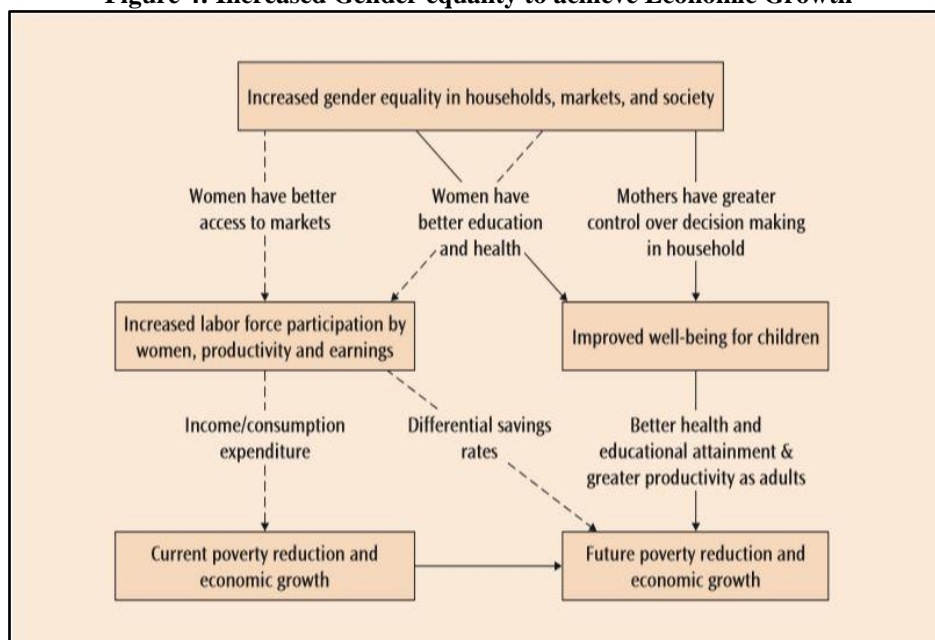 Figure 4: Increased Gender equality to achieve Economic Growth
Increased gender equality in households, markets, and society
Women have better
access to markets
Women have
better education
and health
Mothers have greater
control over decision making
in household
Increased labor force participation by
women, productivity and earnings
Improved well-being for children
Income/consumption
expenditure
Differential savings
rates
Better health and
educational attainment &
greater productivity as adults
Current poverty reduction and
economic growth
Future poverty reduction and
economic growth